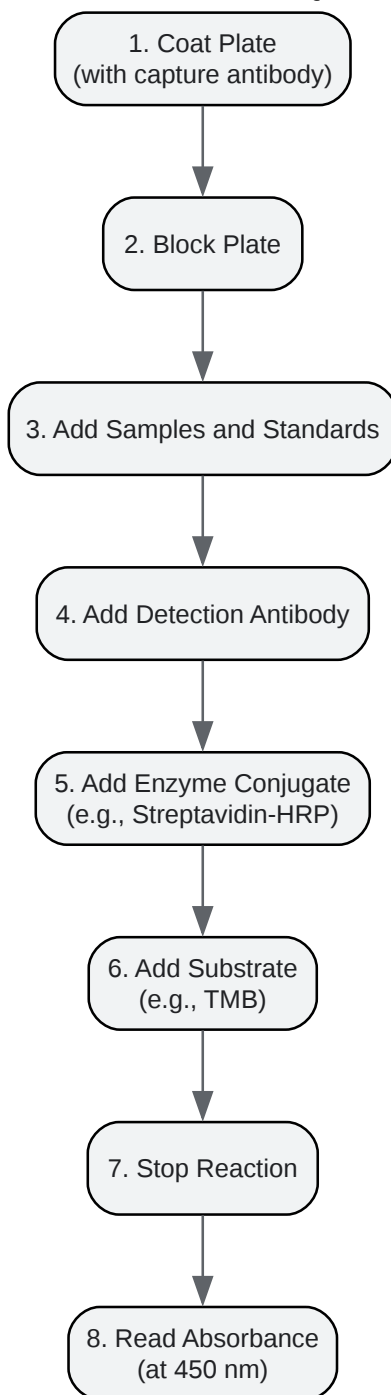 1. Coat Plate
(with capture antibody)
2. Block Plate
3. Add Samples and Standards
4. Add Detection Antibody
5. Add Enzyme Conjugate
(e.g., Streptavidin-HRP)
6. Add Substrate
(e.g., TMB)
7. Stop Reaction
8. Read Absorbance
(at 450 nm)